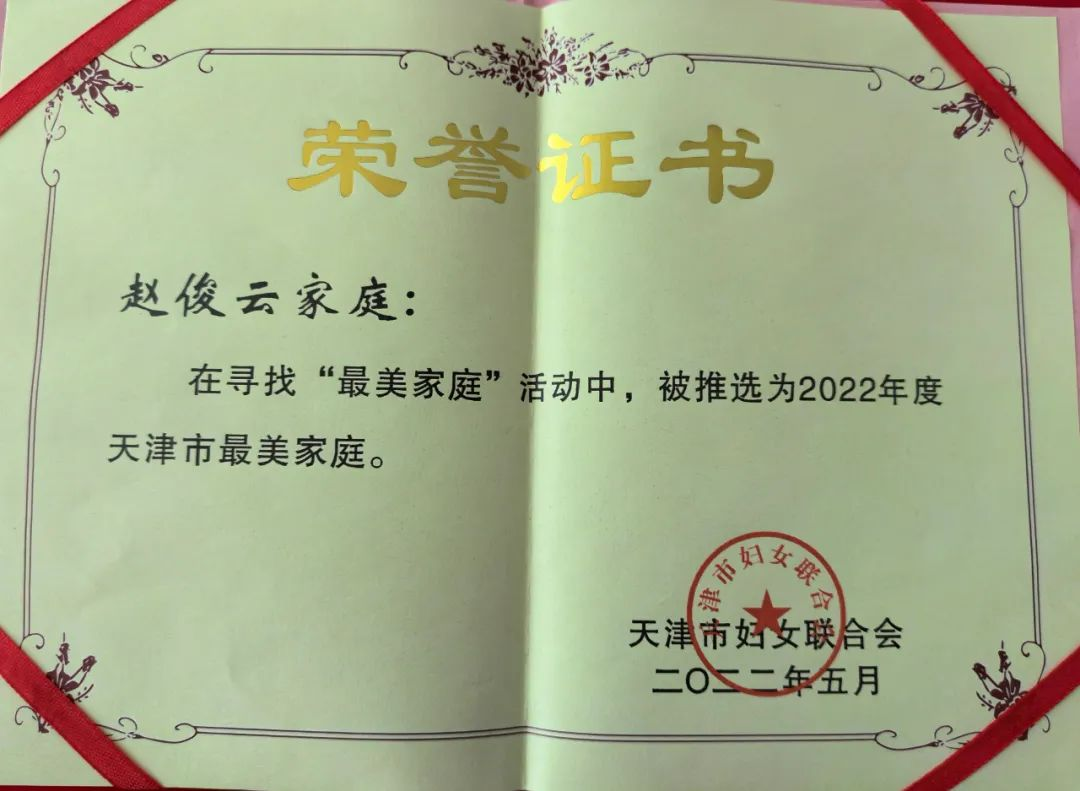 荣誉证书
赵俊云家庭：
在寻找“最美家庭”活动中，被推选为2022年度
天津市最美家庭。
天津市妇女联合会
天津市妇女联合会
二〇二二年五月